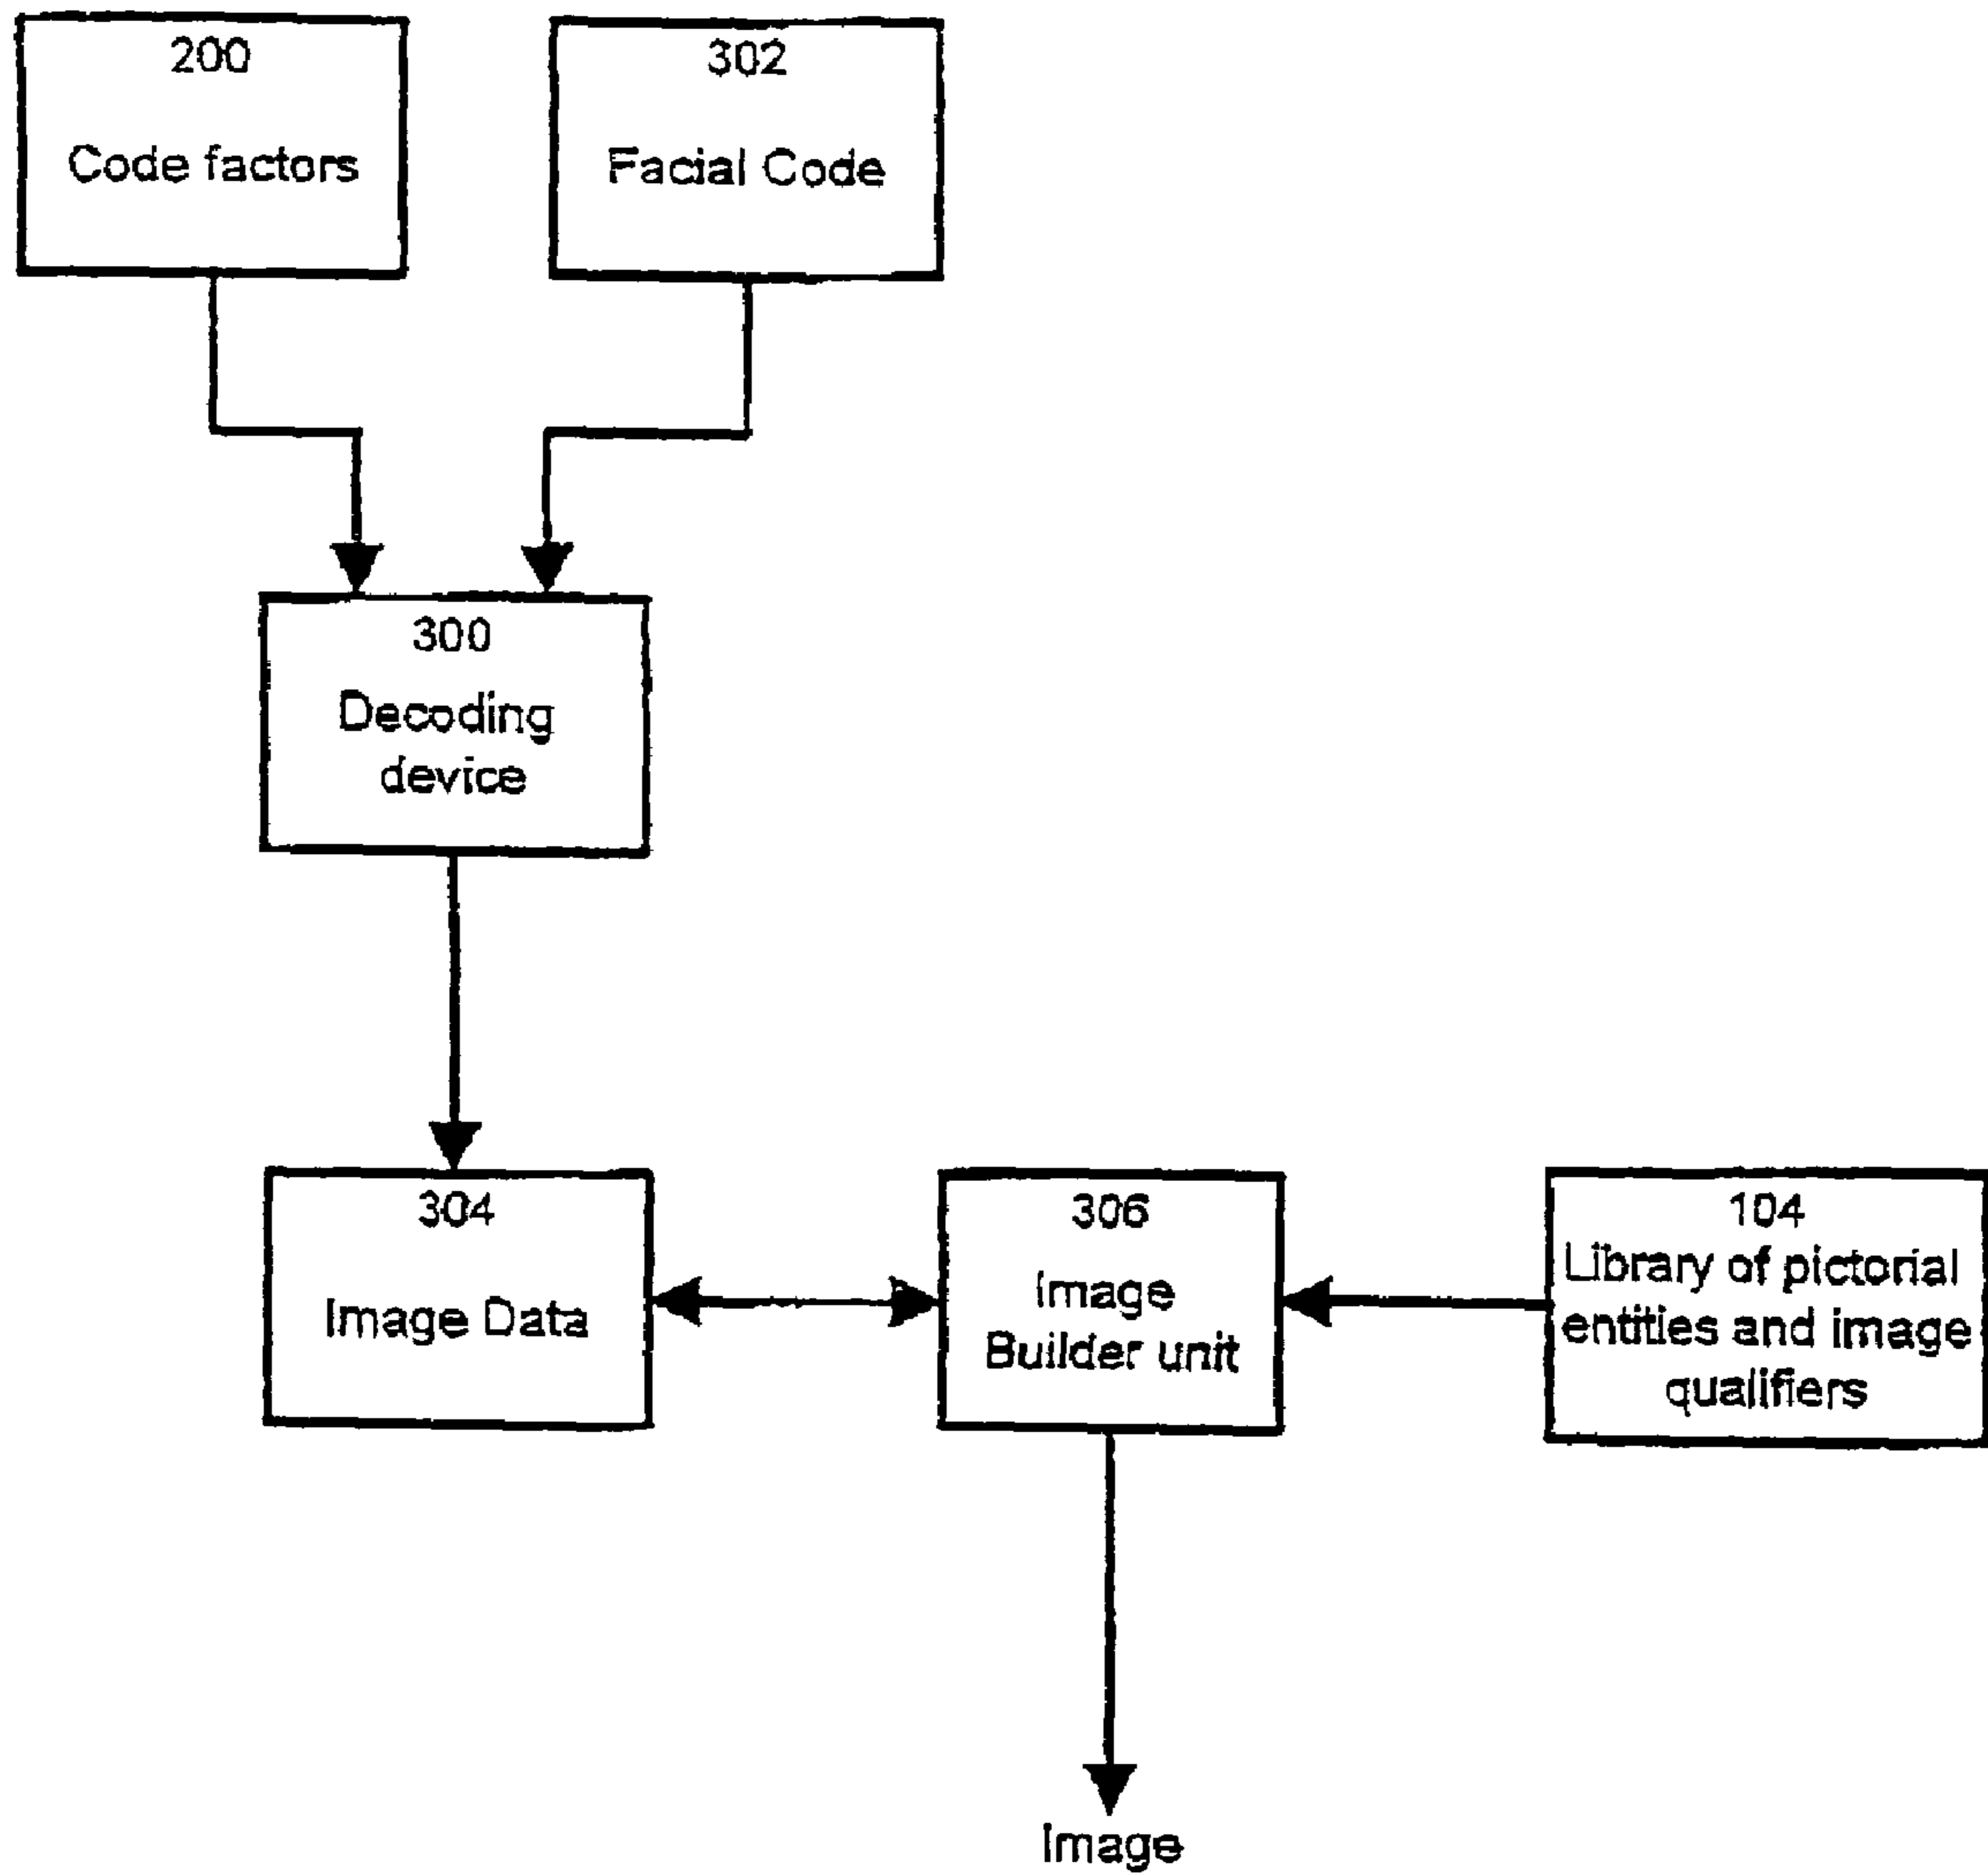 200
Code factors
302
Facial Code
300
Decoding
device
304
Image Data
306
Image
Builder unit
104
Library of pictorial
entities and image
qualifiers
Image